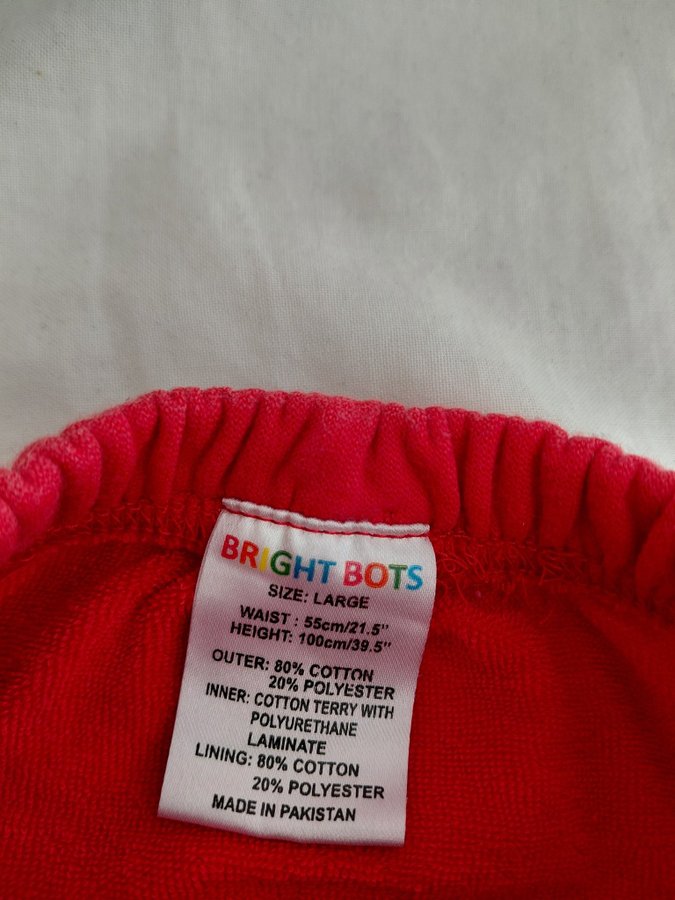 BRIGHT BOTS
SIZE: LARGE
WAIST : 55cm/21.5"
HEIGHT: 100cm/39.5"
OUTER: 80% COTTON
20% POLYESTER
INNER: COTTON TERRY WITH
POLYURETHANE
LAMINATE
LINING: 80% COTTON
20% POLYESTER
MADE IN PAKISTAN